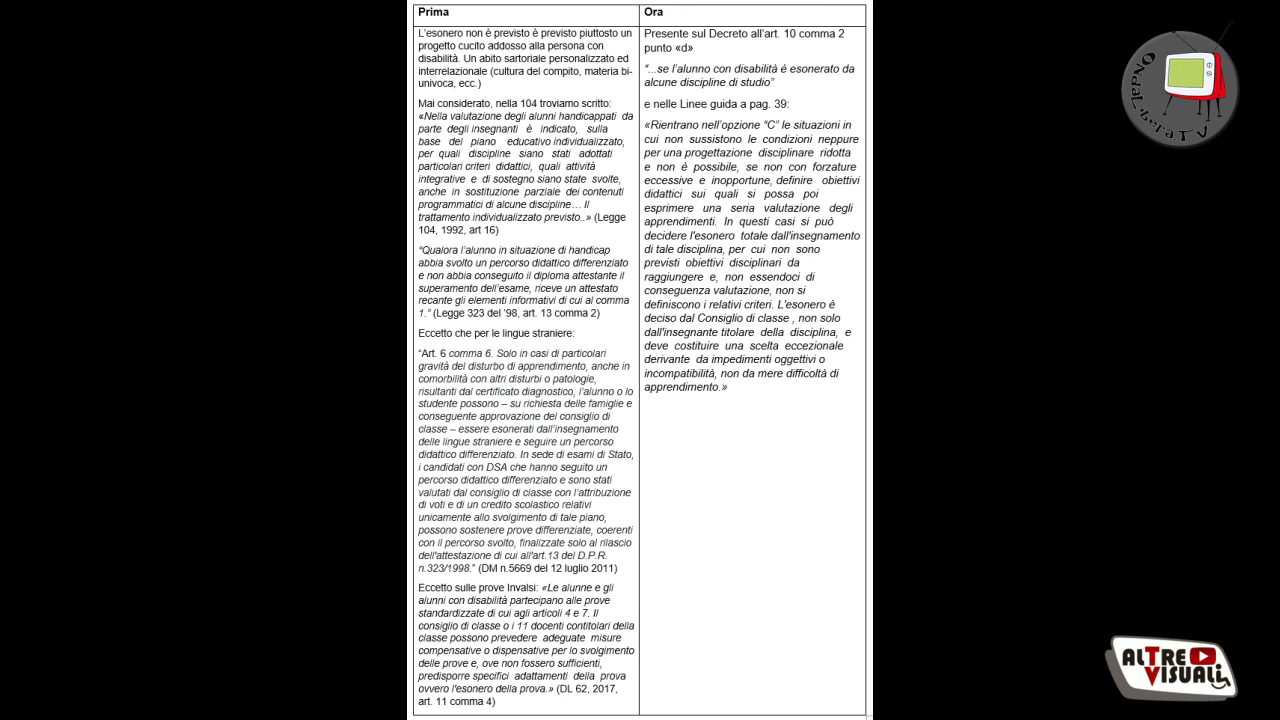 Prima
L'esonero non è previsto è previsto piuttosto un
progetto cucito addosso alla persona con
disabilità. Un abito sartoriale personalizzato ed
interrelazionale (cultura del compito, materia bi-
univoca, ecc.)
Mai considerato, nella 104 troviamo scritto:
«Nella valutazione degli alunni handicappati da
parte degli insegnanti è indicato, sulla
base del piano educativo individualizzato,
per quali discipline siano stati adottati
particolari criteri didattici, quali attività
integrative e di sostegno siano state svolte,
anche in sostituzione parziale dei contenuti
programmatici di alcune discipline… Il
trattamento individualizzato previsto..» (Legge
104, 1992, art 16)
"Qualora l'alunno in situazione di handicap
abbia svolto un percorso didattico differenziato
e non abbia conseguito il diploma attestante il
superamento dell'esame, riceve un attestato
recante gli elementi informativi di cui al comma
1." (Legge 323 del '98, art. 13 comma 2)
Eccetto che per le lingue straniere:
"Art. 6 comma 6. Solo in casi di particolari
gravità del disturbo di apprendimento, anche in
comorbilità con altri disturbi o patologie,
risultanti dal certificato diagnostico, l'alunno o lo
studente possono – su richiesta delle famiglie e
conseguente approvazione del consiglio di
classe – essere esonerati dall'insegnamento
delle lingue straniere e seguire un percorso
didattico differenziato. In sede di esami di Stato,
i candidati con DSA che hanno seguito un
percorso didattico differenziato e sono stati
valutati dal consiglio di classe con l'attribuzione
di voti e di un credito scolastico relativi
unicamente allo svolgimento di tale piano,
possono sostenere prove differenziate, coerenti
con il percorso svolto, finalizzate solo al rilascio
dell'attestazione di cui all'art.13 del D.P.R.
n.323/1998." (DM n.5669 del 12 luglio 2011)
Eccetto sulle prove Invalsi: «Le alunne e gli
alunni con disabilità partecipano alle prove
standardizzate di cui agli articoli 4 e 7. Il
consiglio di classe o i 11 docenti contitolari della
classe possono prevedere adeguate misure
compensative o dispensative per lo svolgimento
delle prove e, ove non fossero sufficienti,
predisporre specifici adattamenti della prova
ovvero l'esonero della prova.» (DL 62, 2017,
art. 11 comma 4)
Ora
Presente sul Decreto all'art. 10 comma 2
punto «d»
"...se l'alunno con disabilità è esonerato da
alcune discipline di studio"
e nelle Linee guida a pag. 39:
«Rientrano nell'opzione "C" le situazioni in
cui non sussistono le condizioni neppure
per una progettazione disciplinare ridotta
e non è possibile, se non con forzature
eccessive e inopportune, definire obiettivi
didattici sui quali si possa poi
esprimere una seria valutazione degli
apprendimenti. In questi casi si può
decidere l'esonero totale dall'insegnamento
di tale disciplina, per cui non sono
previsti obiettivi disciplinari da
raggiungere e, non essendoci di
conseguenza valutazione, non si
definiscono i relativi criteri. L'esonero è
deciso dal Consiglio di classe , non solo
dall'insegnante titolare della disciplina, e
deve costituire una scelta eccezionale
derivante da impedimenti oggettivi o
incompatibilità, non da mere difficoltà di
apprendimento.»
OndaLiberaTV
ALTRE
VISUALI